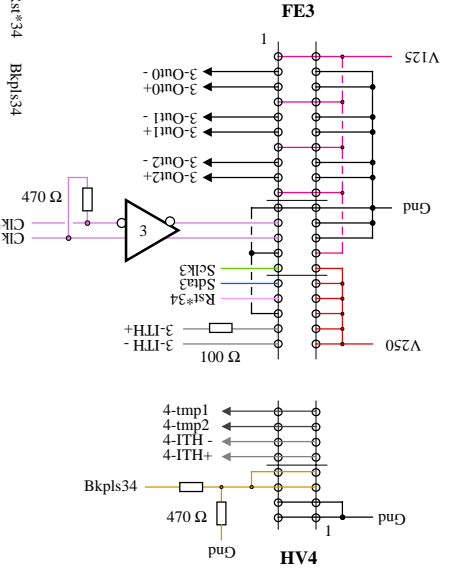 FE3
1
Rst*34
Bkpls34
V125
3-Out0 -
3-Out0+
3-Out1 -
3-Out1+
3-Out2 -
3-Out2+
Gnd
470 Ω
3
Sclk3
Sdta3
Rst*34
3-ITH+
3-ITH -
100 Ω
V250
4-tmp1
4-tmp2
4-ITH -
4-ITH+
Bkpls34
470 Ω
Gnd
Gnd
1
HV4